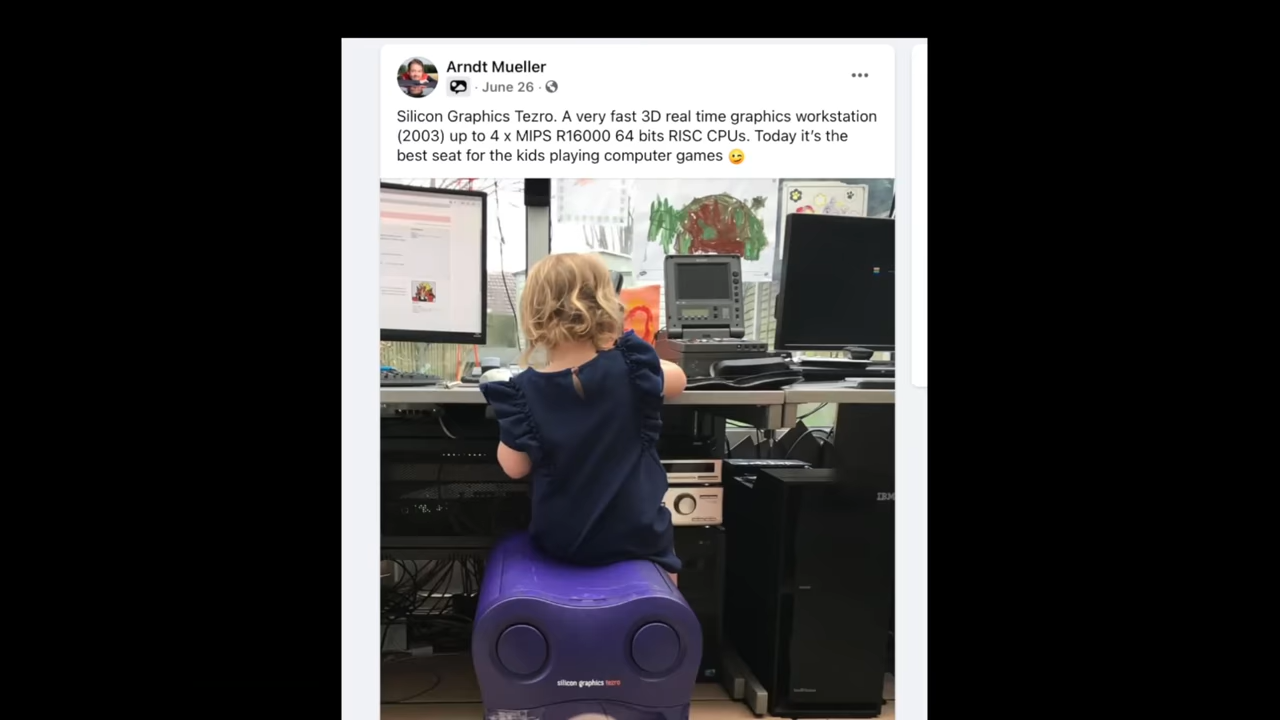 Arndt Mueller
· June 26 ·
Silicon Graphics Tezro. A very fast 3D real time graphics workstation
(2003) up to 4 x MIPS R16000 64 bits RISC CPUs. Today it's the
best seat for the kids playing computer games 😜
IBM
silicon graphics tezro